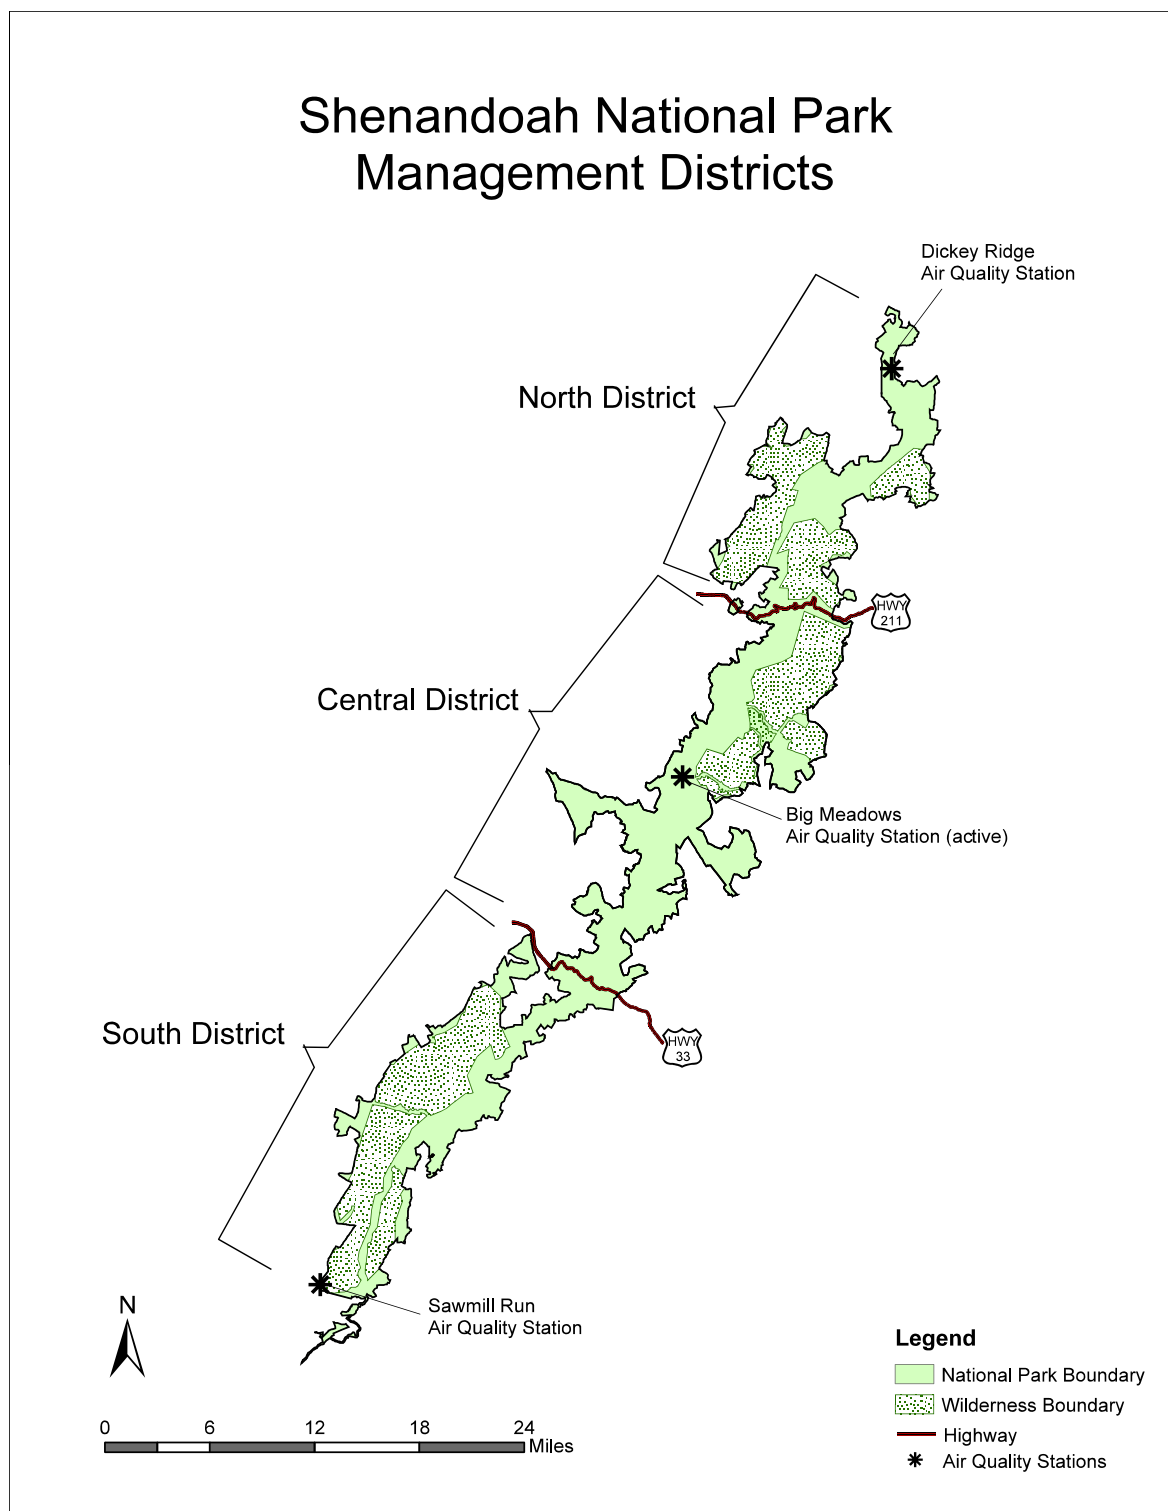 Shenandoah National Park
Management Districts
Dickey Ridge
Air Quality Station
North District
HWY
211
Central District
Big Meadows
Air Quality Station (active)
South District
HWY
33
Sawmill Run
Air Quality Station
N
0 6 12 18 24
Miles
Legend
National Park Boundary
Wilderness Boundary
Highway
Air Quality Stations